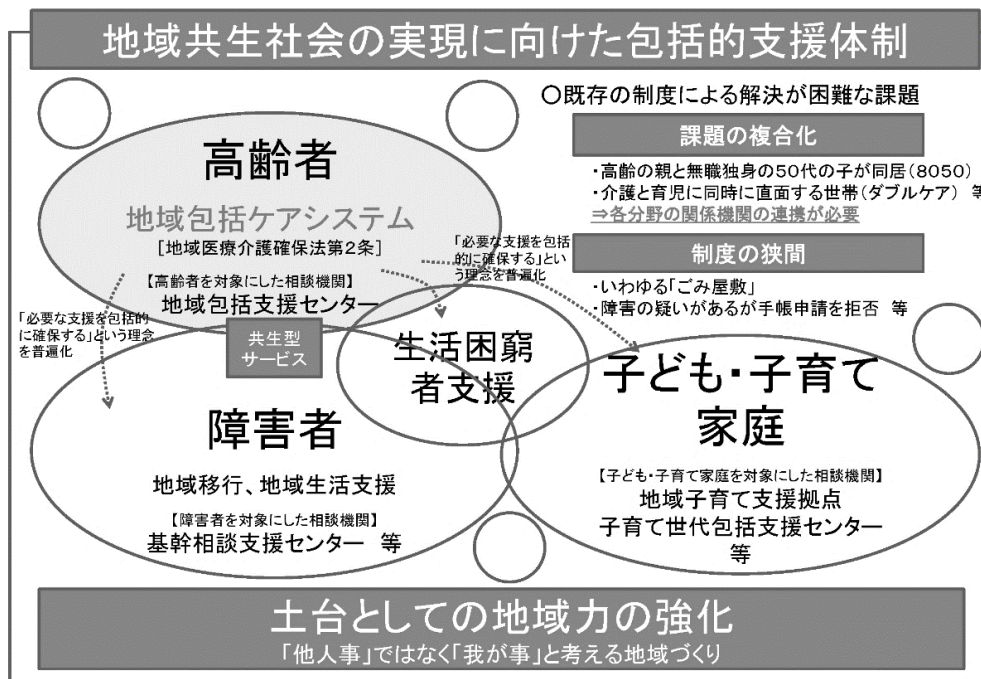 地域共生社会の実現に向けた包括的支援体制
○既存の制度による解決が困難な課題
課題の複合化
・高齢の親と無職独身の50代の子が同居(8050)
・介護と育児に同時に直面する世帯(ダブルケア) 等
⇒各分野の関係機関の連携が必要
制度の狭間
・いわゆる「ごみ屋敷」
・障害の疑いがあるが手帳申請を拒否 等
高齢者
地域包括ケアシステム
[地域医療介護確保法第2条]
【高齢者を対象にした相談機関】
地域包括支援センター
「必要な支援を包括
的に確保する」とい
う理念を普遍化
「必要な支援を包括的
に確保する」という理念
を普遍化
共生型
サービス
生活困窮
者支援
障害者
地域移行、地域生活支援
【障害者を対象にした相談機関】
基幹相談支援センター 等
子ども・子育て
家庭
【子ども・子育て家庭を対象にした相談機関】
地域子育て支援拠点
子育て世代包括支援センター
等
土台としての地域力の強化
「他人事」ではなく「我が事」と考える地域づくり